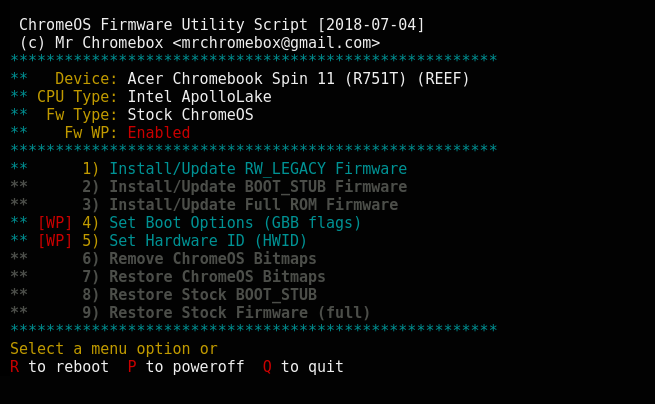 ChromeOS Firmware Utility Script [2018-07-04]
(c) Mr Chromebox <mrchromebox@gmail.com>
******************************************************
**   Device: Acer Chromebook Spin 11 (R751T) (REEF)
** CPU Type: Intel ApolloLake
**  Fw Type: Stock ChromeOS
**    Fw WP: Enabled
******************************************************
**      1) Install/Update RW_LEGACY Firmware
**      2) Install/Update BOOT_STUB Firmware
**      3) Install/Update Full ROM Firmware
** [WP] 4) Set Boot Options (GBB flags)
** [WP] 5) Set Hardware ID (HWID)
**      6) Remove ChromeOS Bitmaps
**      7) Restore ChromeOS Bitmaps
**      8) Restore Stock BOOT_STUB
**      9) Restore Stock Firmware (full)
******************************************************
Select a menu option or
R to reboot  P to poweroff  Q to quit